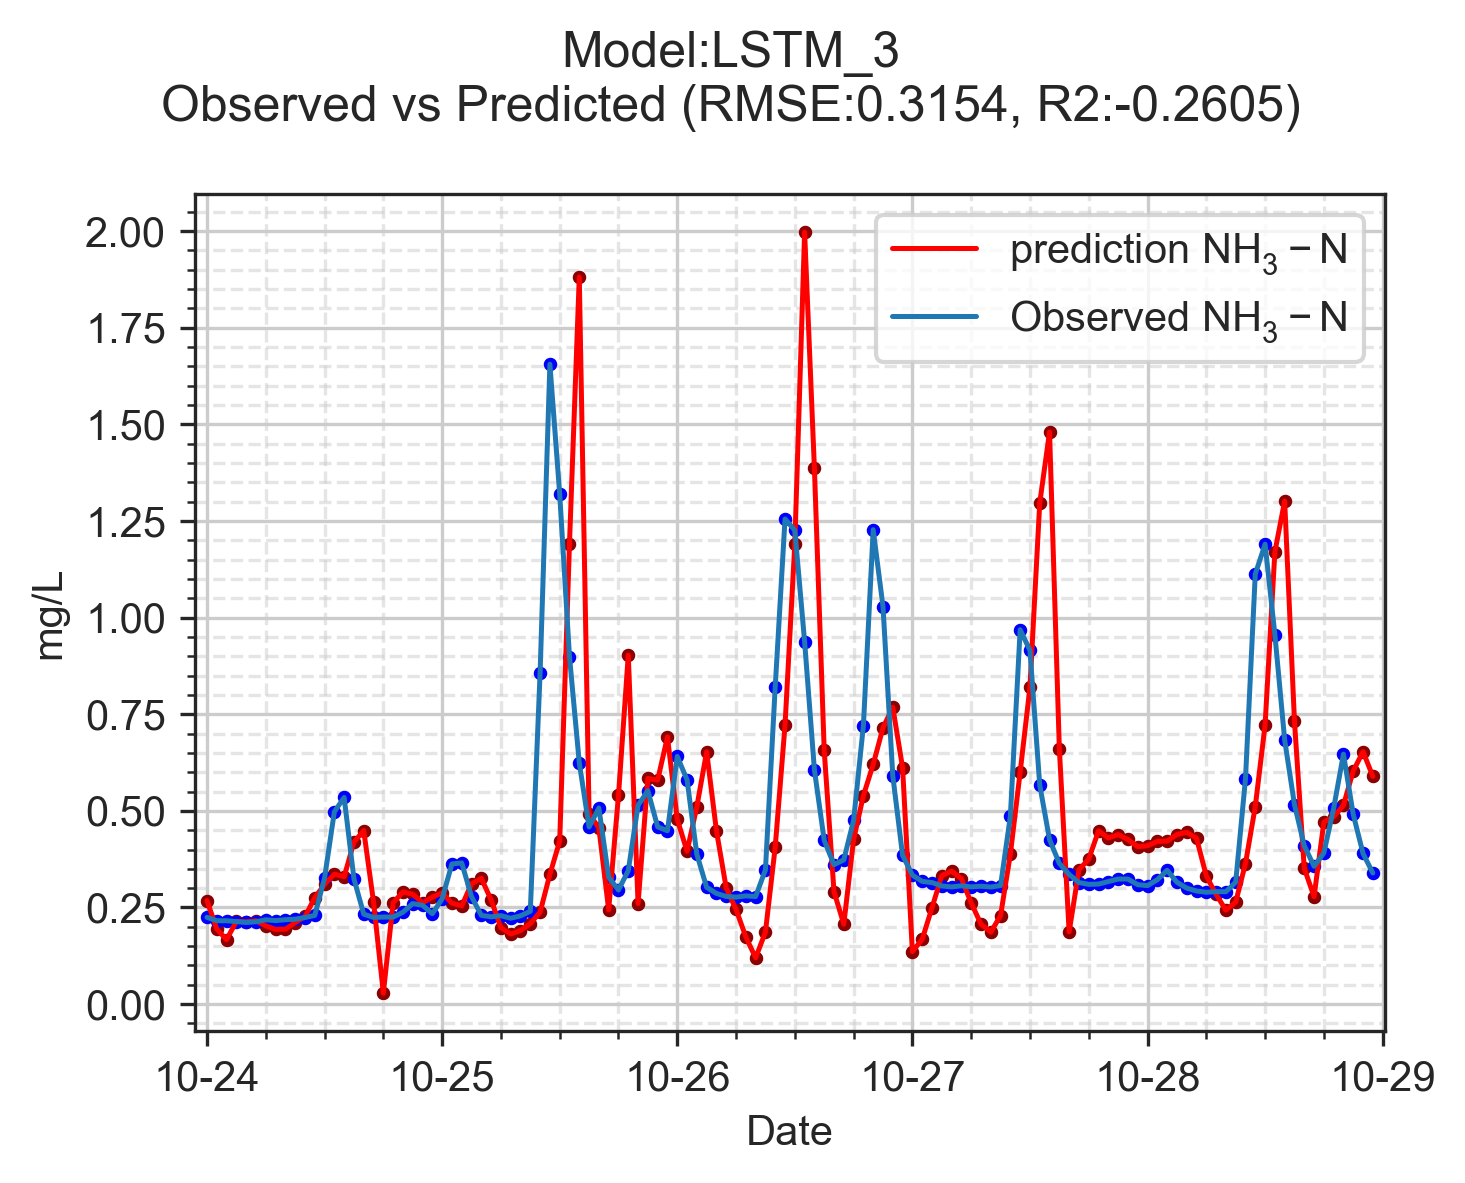 Model:LSTM_3
Observed vs Predicted (RMSE:0.3154, R2:-0.2605)
prediction NH₃ − N
Observed NH₃ − N
2.00
1.75
1.50
1.25
1.00
0.75
0.50
0.25
0.00
mg/L
10-24 10-25 10-26 10-27 10-28 10-29
Date